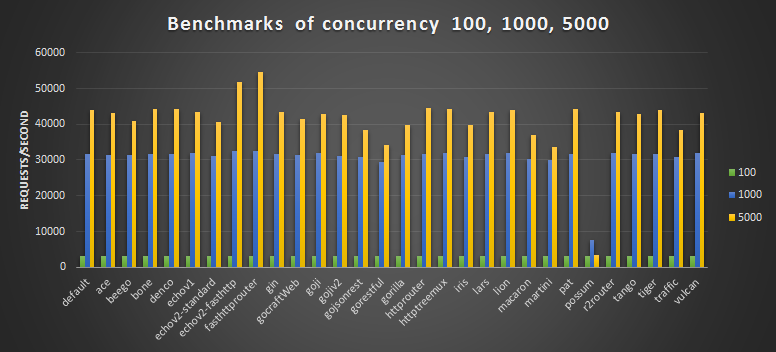 Benchmarks of concurrency 100, 1000, 5000
REQUESTS/SECOND
60000
50000
40000
30000
20000
10000
0
default
ace
beego
bone
denco
echov1
echov2-standard
echov2-fasthttp
fasthttprouter
gin
gocraftWeb
goji
gojiv2
gojsonrest
gorestful
gorilla
httprouter
httptreemux
iris
lars
lion
macaron
martini
pat
possum
r2router
tango
tiger
traffic
vulcan
100
1000
5000